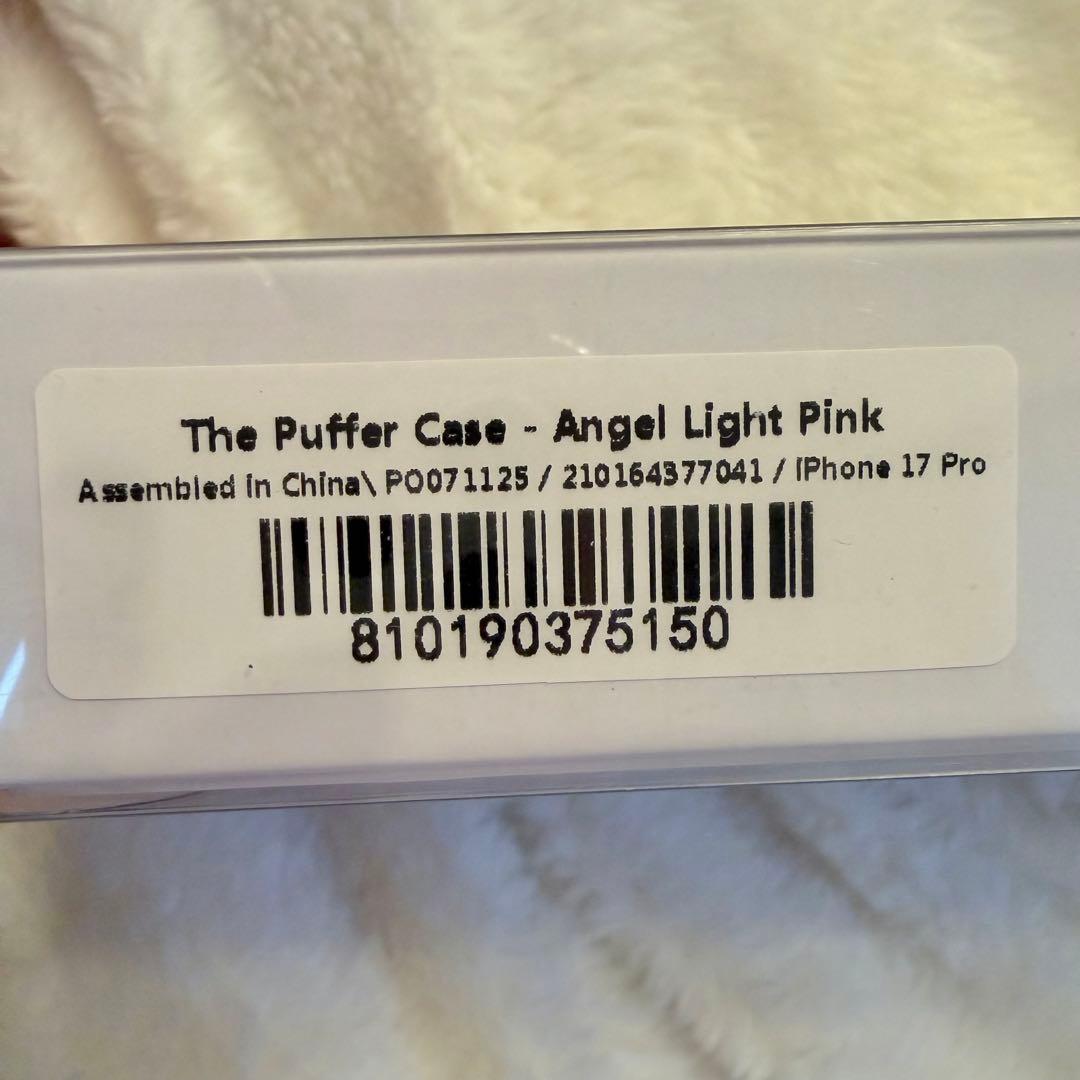 The Puffer Case - Angel Light Pink
Assembled in China\ PO071125 / 210164377041 / iPhone 17 Pro
810190375150